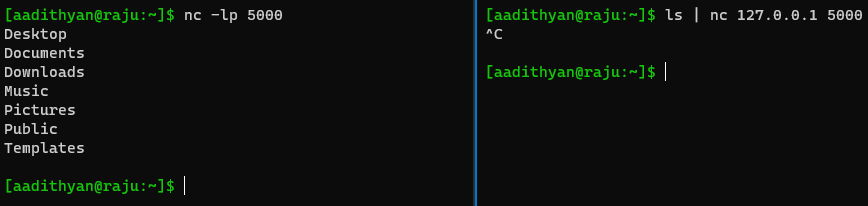 [aadithyan@raju:~]$ nc -lp 5000
Desktop
Documents
Downloads
Music
Pictures
Public
Templates
[aadithyan@raju:~]$
[aadithyan@raju:~]$ ls | nc 127.0.0.1 5000
^C
[aadithyan@raju:~]$